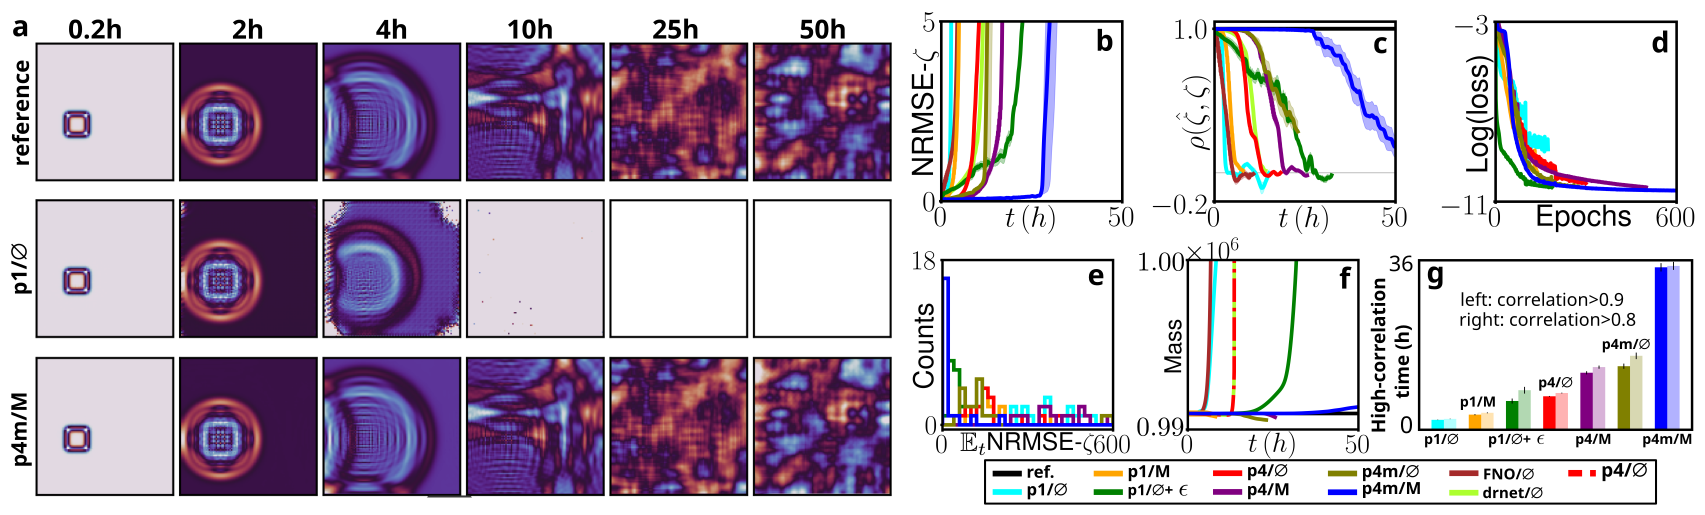 a
0.2h 2h 4h 10h 25h 50h
reference
p1/∅
p4m/M
5
NRMSE-ζ
0
0 t (h) 50
b
1.0
ρ(ζ̂, ζ)
−0.2
0 t (h) 50
c
−3
Log(loss)
−11
0 Epochs 600
d
18
Counts
0
0 𝔼tNRMSE-ζ 600
e
1.00 ×10⁶
Mass
0.99
0 t (h) 50
f
36
High-correlation
time (h)
0
g
left: correlation>0.9
right: correlation>0.8
p1/M
p4/∅
p4m/∅
p1/∅ p1/∅+ ϵ p4/M p4m/M
ref. p1/M p4/∅ p4m/∅ FNO/∅ p4/∅
p1/∅ p1/∅+ ϵ p4/M p4m/M drnet/∅